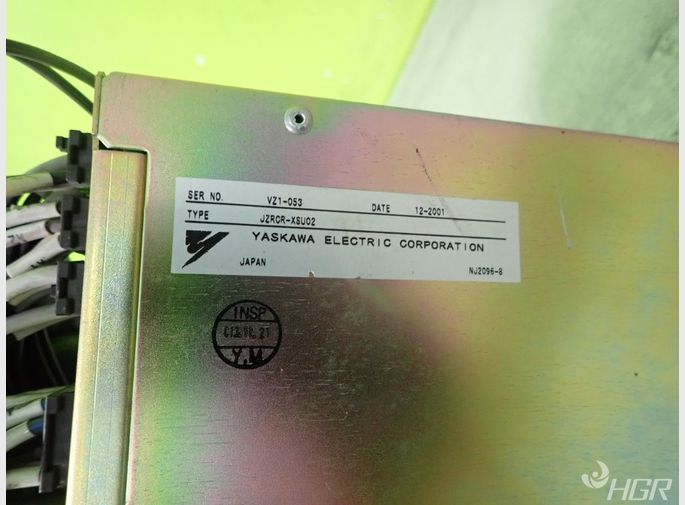 SER NO. VZ1-053 DATE 12-2001
TYPE JZRCR-XSU02
YASKAWA ELECTRIC CORPORATION
JAPAN NJ2096-8
INSP
Y.M
HGR